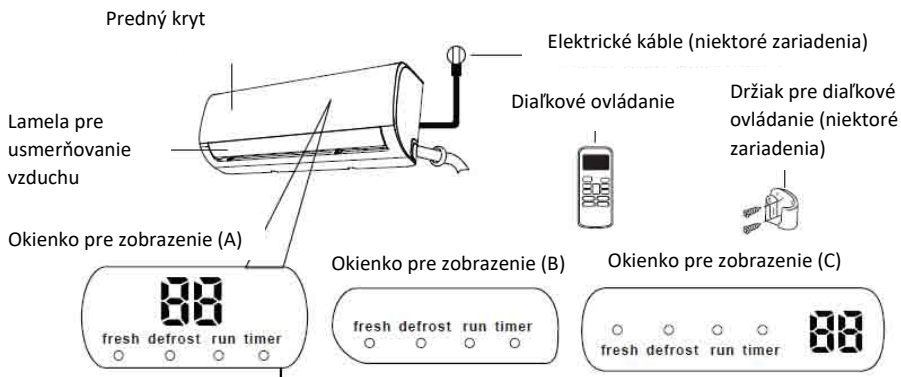 Predný kryt
Elektrické káble (niektoré zariadenia)
Diaľkové ovládanie
Držiak pre diaľkové
ovládanie (niektoré
zariadenia)
Lamela pre
usmerňovanie
vzduchu
Okienko pre zobrazenie (A)
88
fresh defrost run timer
Okienko pre zobrazenie (B)
fresh defrost run timer
Okienko pre zobrazenie (C)
88
fresh defrost run timer